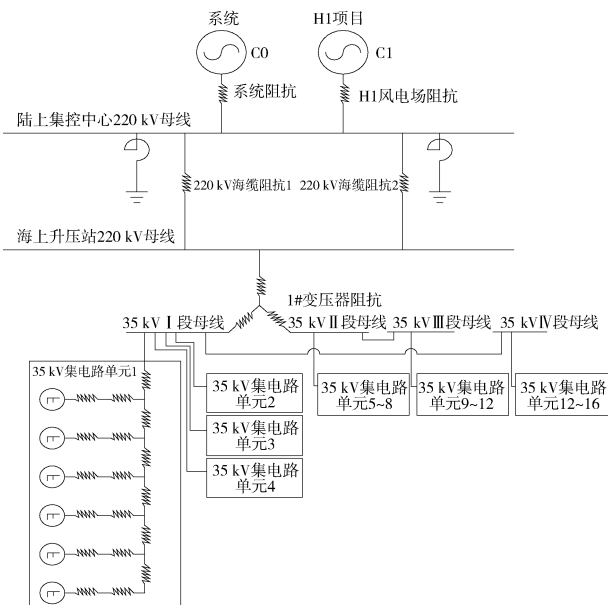 系统
H1项目
C0
C1
系统阻抗
H1风电场阻抗
陆上集控中心220 kV母线
220 kV海缆阻抗1
220 kV海缆阻抗2
海上升压站220 kV母线
1#变压器阻抗
35 kV Ⅰ段母线
35 kVⅡ段母线
35 kVⅢ段母线
35 kVⅣ段母线
35 kV集电路单元1
35 kV集电路
单元2
35 kV集电路
单元5~8
35 kV集电路
单元9~12
35 kV集电路
单元12~16
35 kV集电路
单元3
35 kV集电路
单元4